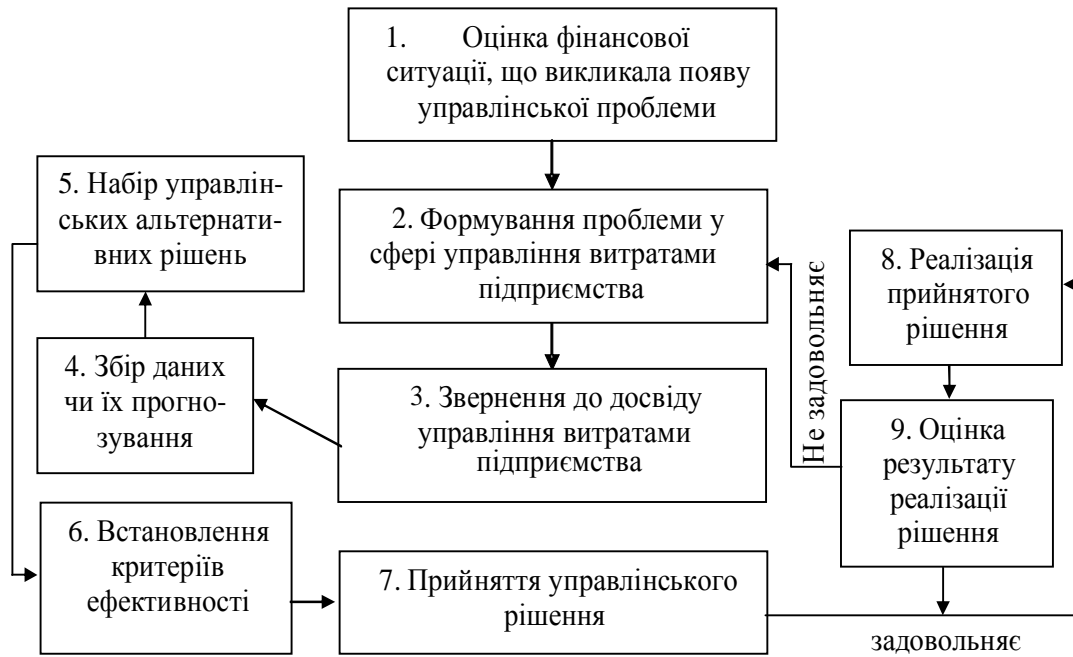 1. Оцінка фінансової
ситуації, що викликала появу
управлінської проблеми
2. Формування проблеми у
сфері управління витратами
підприємства
3. Звернення до досвіду
управління витратами
підприємства
4. Збір даних
чи їх прогно-
зування
5. Набір управлін-
ських альтернати-
вних рішень
6. Встановлення
критеріїв
ефективності
7. Прийняття управлінського
рішення
8. Реалізація
прийнятого
рішення
9. Оцінка
результату
реалізації
рішення
Не задовольняє
задовольняє